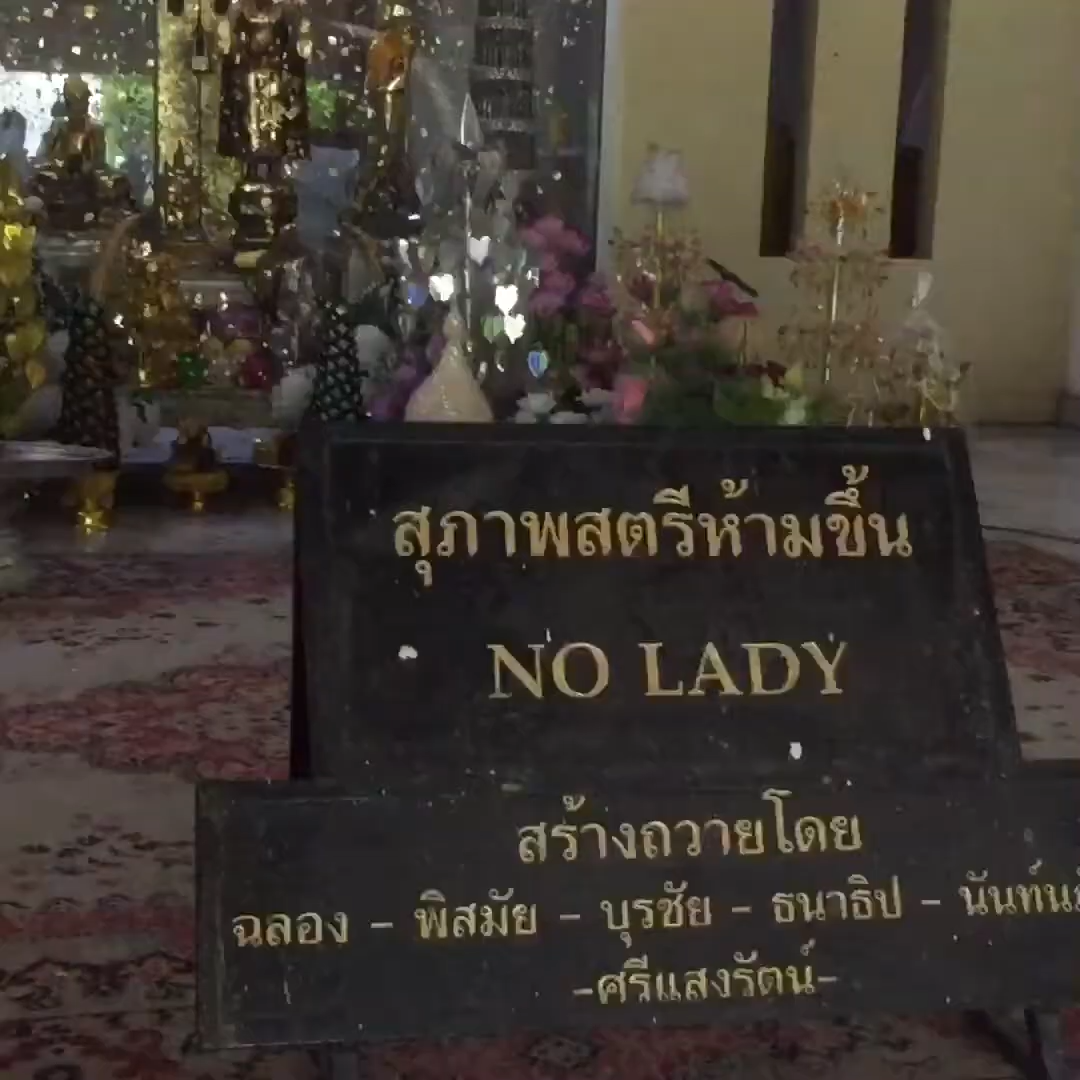 สุภาพสตรีห้ามขึ้น
NO LADY
สร้างถวายโดย
ฉลอง - พิสมัย - บุรชัย - ธนาธิป -
-ศรีแสงรัตน์-